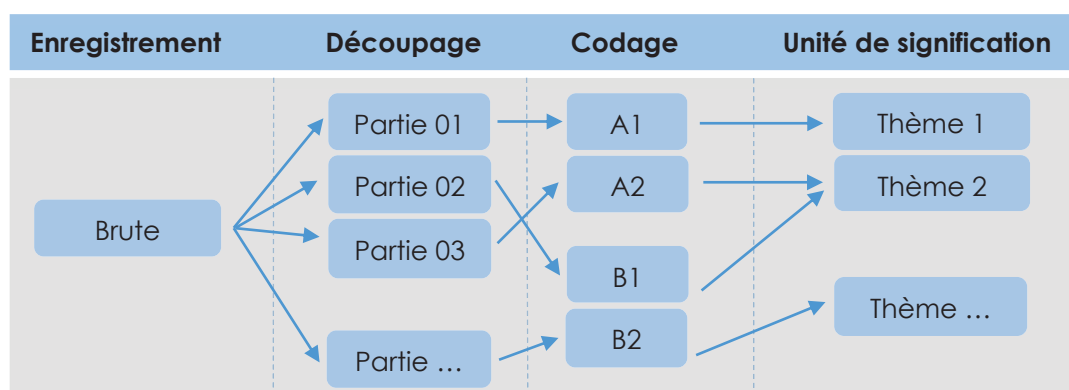 Enregistrement Découpage Codage Unité de signification
Partie 01 A1 Thème 1
Partie 02 A2 Thème 2
Brute
Partie 03
B1
Thème …
B2
Partie …